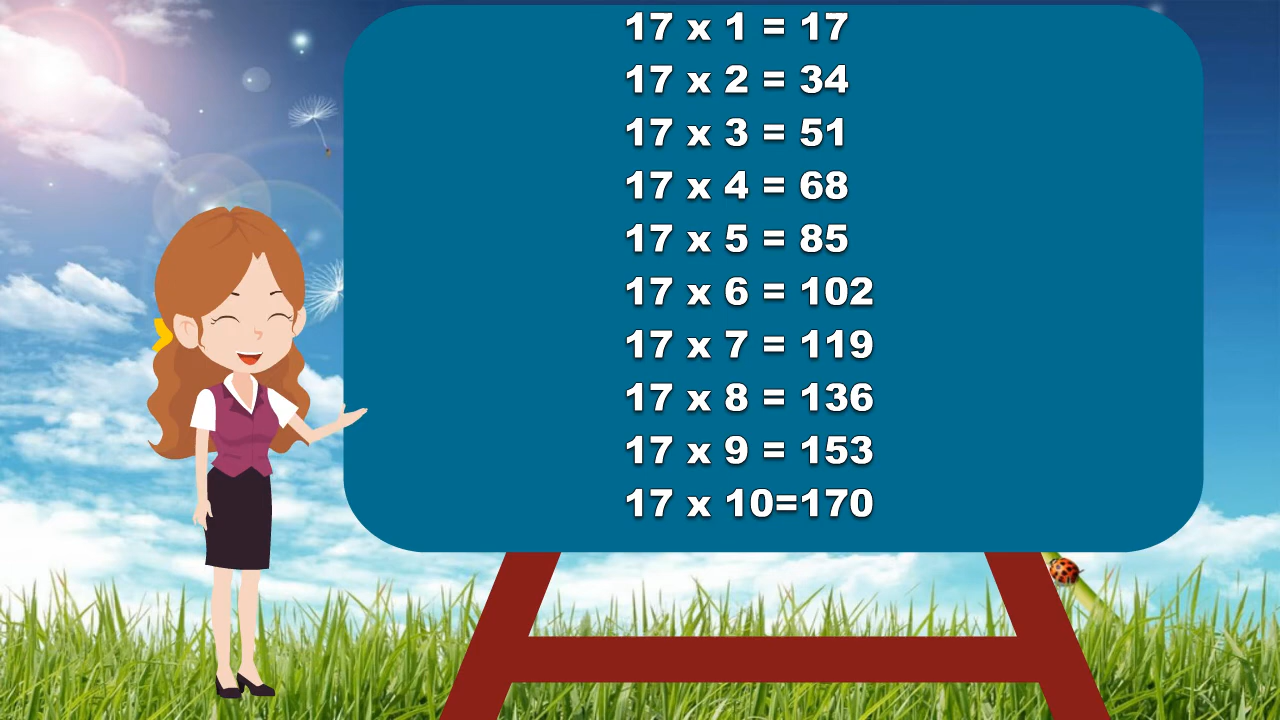 17 x 1 = 17
17 x 2 = 34
17 x 3 = 51
17 x 4 = 68
17 x 5 = 85
17 x 6 = 102
17 x 7 = 119
17 x 8 = 136
17 x 9 = 153
17 x 10=170